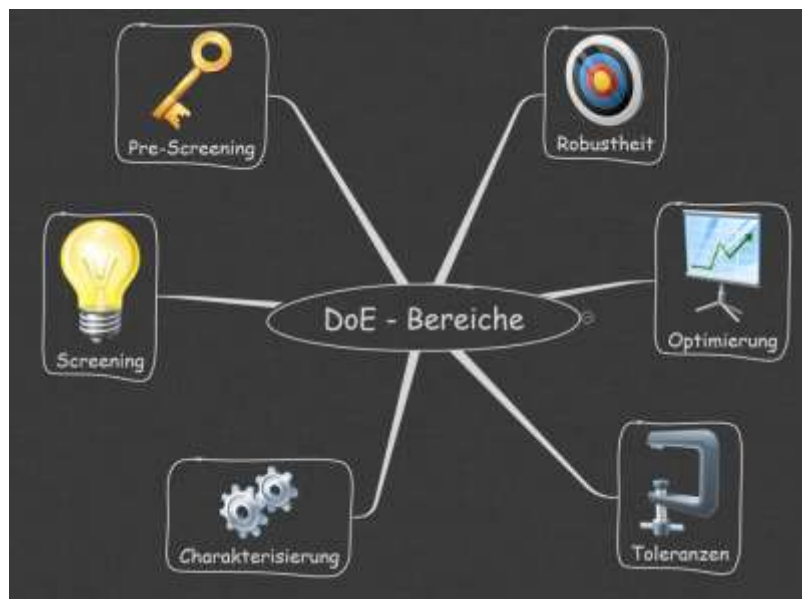 Pre-Screening
Robustheit
Screening
DoE - Bereiche
Optimierung
Charakterisierung
Toleranzen